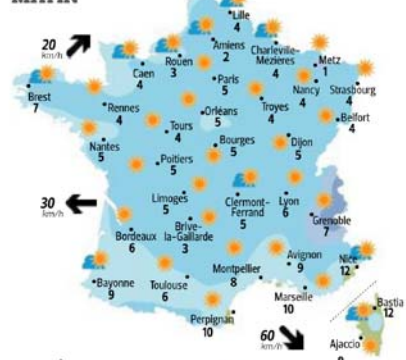 Lille
4
20
km/h
Amiens
2
Charleville-
Mézières
4
Rouen
3
Caen
4
Metz
1
Paris
5
Nancy
4
Strasbourg
4
Brest
7
Rennes
4
Orléans
5
Troyes
4
Belfort
4
Tours
4
Nantes
5
Bourges
5
Dijon
5
Poitiers
5
30
km/h
Limoges
5
Clermont-
Ferrand
5
Lyon
6
Grenoble
7
Bordeaux
6
Brive-
la-Gaillarde
3
Avignon
9
Nice
12
Montpellier
8
Bayonne
9
Toulouse
6
Marseille
10
Perpignan
10
60
km/h
Bastia
12
Ajaccio